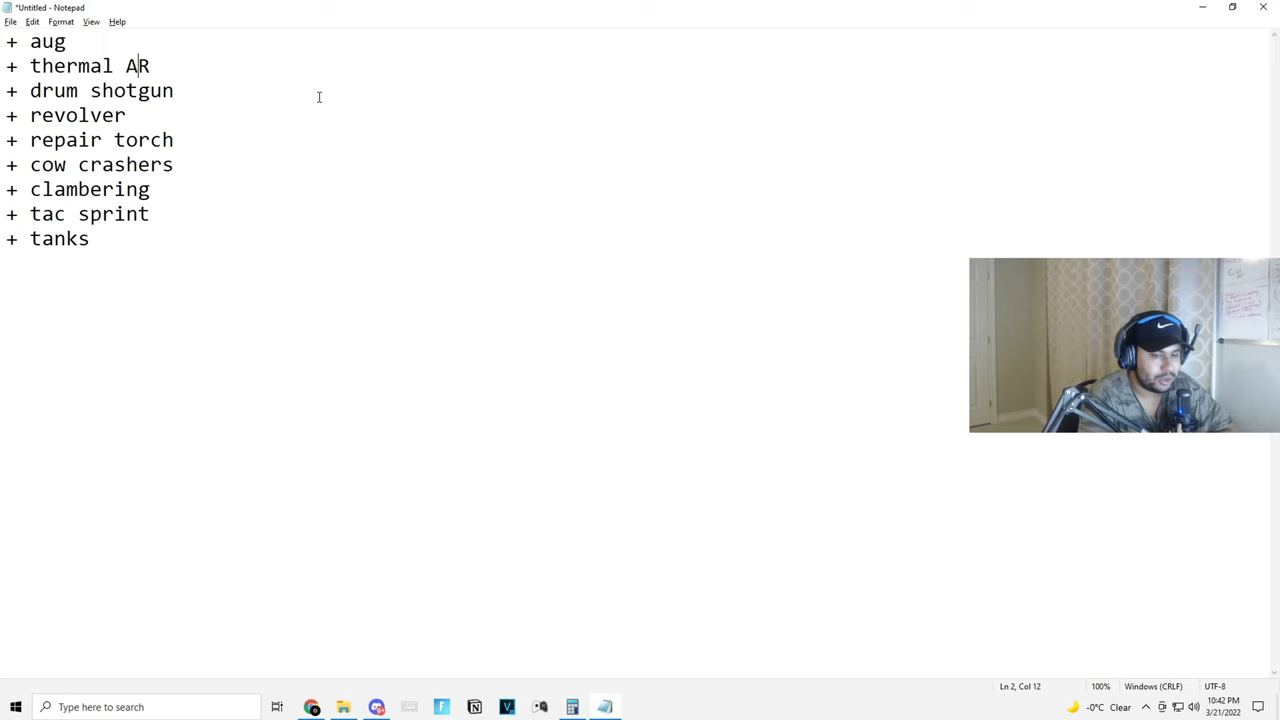 *Untitled - Notepad
File Edit Format View Help
+ aug
+ thermal AR
+ drum shotgun
+ revolver
+ repair torch
+ cow crashers
+ clambering
+ tac sprint
+ tanks
Ln 2, Col 12 100% Windows (CRLF) UTF-8
Type here to search
-0°C Clear
10:42 PM
3/21/2022